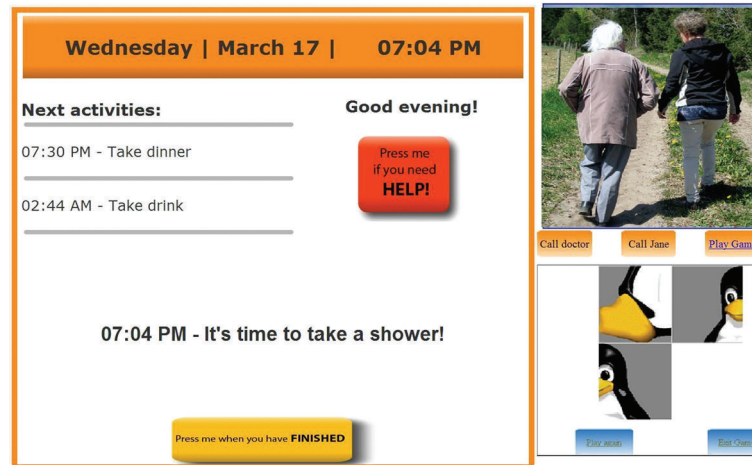 Wednesday | March 17 | 07:04 PM
Next activities:
Good evening!
07:30 PM - Take dinner
02:44 AM - Take drink
Press me
if you need
HELP!
07:04 PM - It's time to take a shower!
Press me when you have FINISHED
Call doctor
Call Jane
Play Gam
Play again
Exit Gam